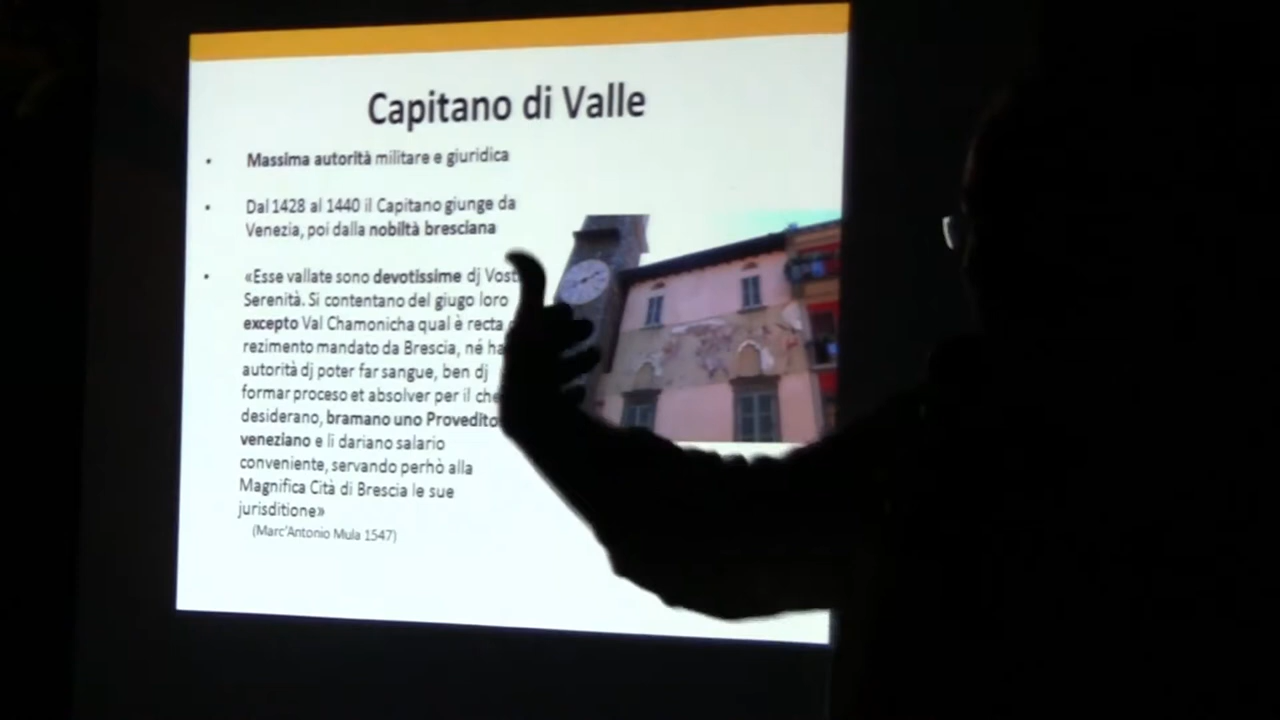 Capitano di Valle
• Massima autorità militare e giuridica
• Dal 1428 al 1440 il Capitano giunge da
Venezia, poi dalla nobiltà bresciana
• «Esse vallate sono devotissime dj
Serenità. Si contentano del giugo loro
excepto Val Chamonicha qual è recta
rezimento mandato da Brescia, né
autorità dj poter far sangue, ben dj
formar proceso et absolver per il che
desiderano, bramano uno
veneziano e li dariano salario
conveniente, servando perhò alla
Magnifica Cità di Brescia le sue
jurisditione»
(Marc'Antonio Mula 1547)